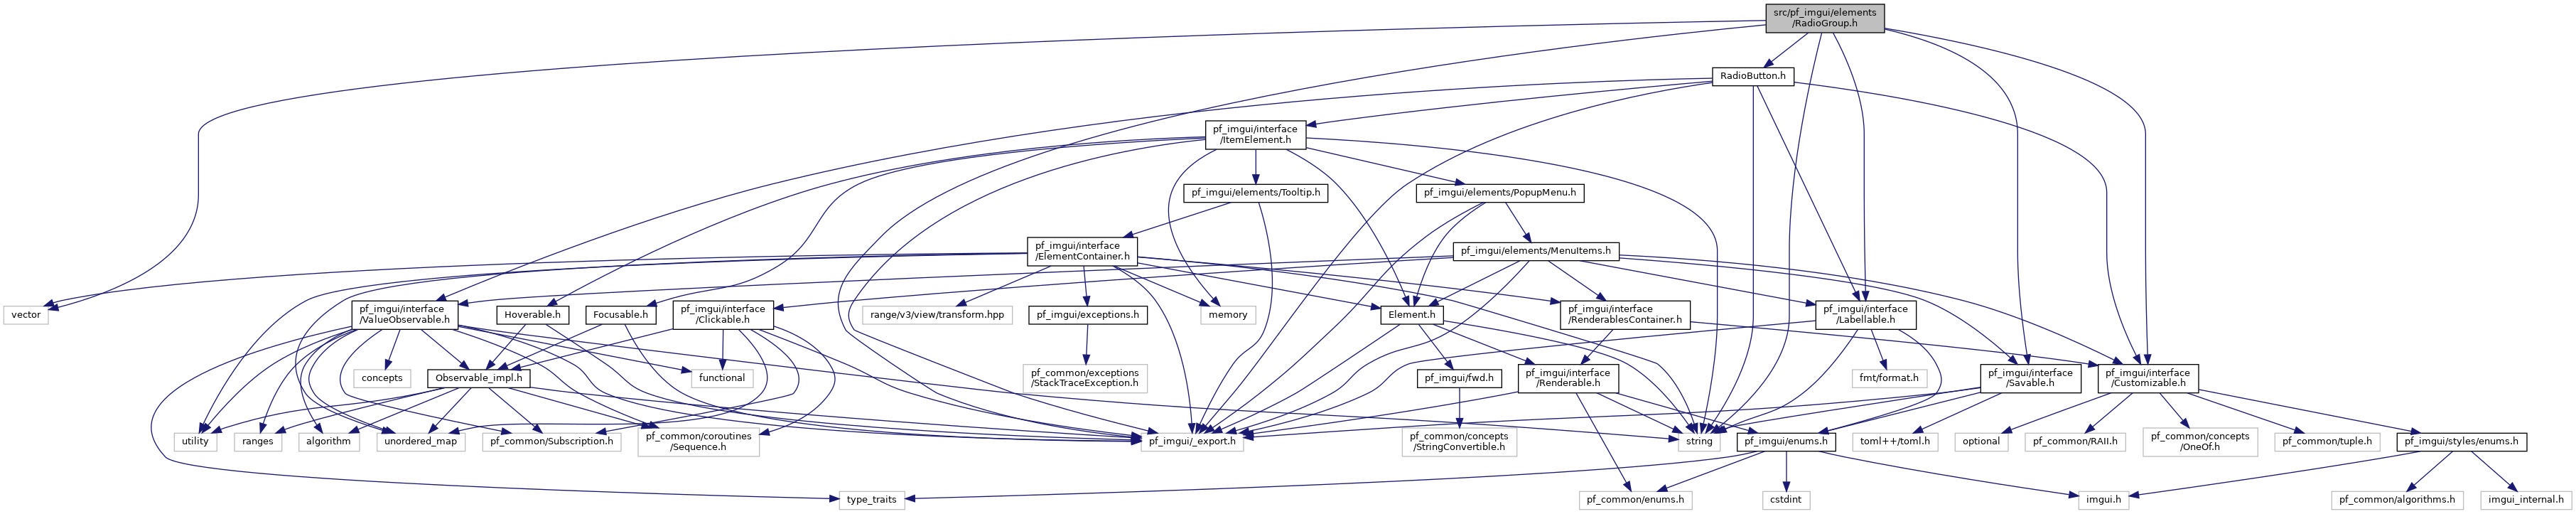 src/pf_imgui/elements
/RadioGroup.h
RadioButton.h
pf_imgui/interface
/ItemElement.h
pf_imgui/elements/Tooltip.h
pf_imgui/elements/PopupMenu.h
pf_imgui/interface
/ElementContainer.h
pf_imgui/elements/MenuItems.h
vector
pf_imgui/interface
/ValueObservable.h
Hoverable.h
Focusable.h
pf_imgui/interface
/Clickable.h
range/v3/view/transform.hpp
pf_imgui/exceptions.h
memory
Element.h
pf_imgui/interface
/RenderablesContainer.h
pf_imgui/interface
/Labellable.h
concepts
Observable_impl.h
functional
pf_common/exceptions
/StackTraceException.h
pf_imgui/fwd.h
pf_imgui/interface
/Renderable.h
fmt/format.h
pf_imgui/interface
/Savable.h
pf_imgui/interface
/Customizable.h
utility
ranges
algorithm
unordered_map
pf_common/Subscription.h
pf_common/coroutines
/Sequence.h
pf_imgui/_export.h
pf_common/concepts
/StringConvertible.h
string
pf_imgui/enums.h
toml++/toml.h
optional
pf_common/RAII.h
pf_common/concepts
/OneOf.h
pf_common/tuple.h
pf_imgui/styles/enums.h
type_traits
pf_common/enums.h
cstdint
imgui.h
pf_common/algorithms.h
imgui_internal.h